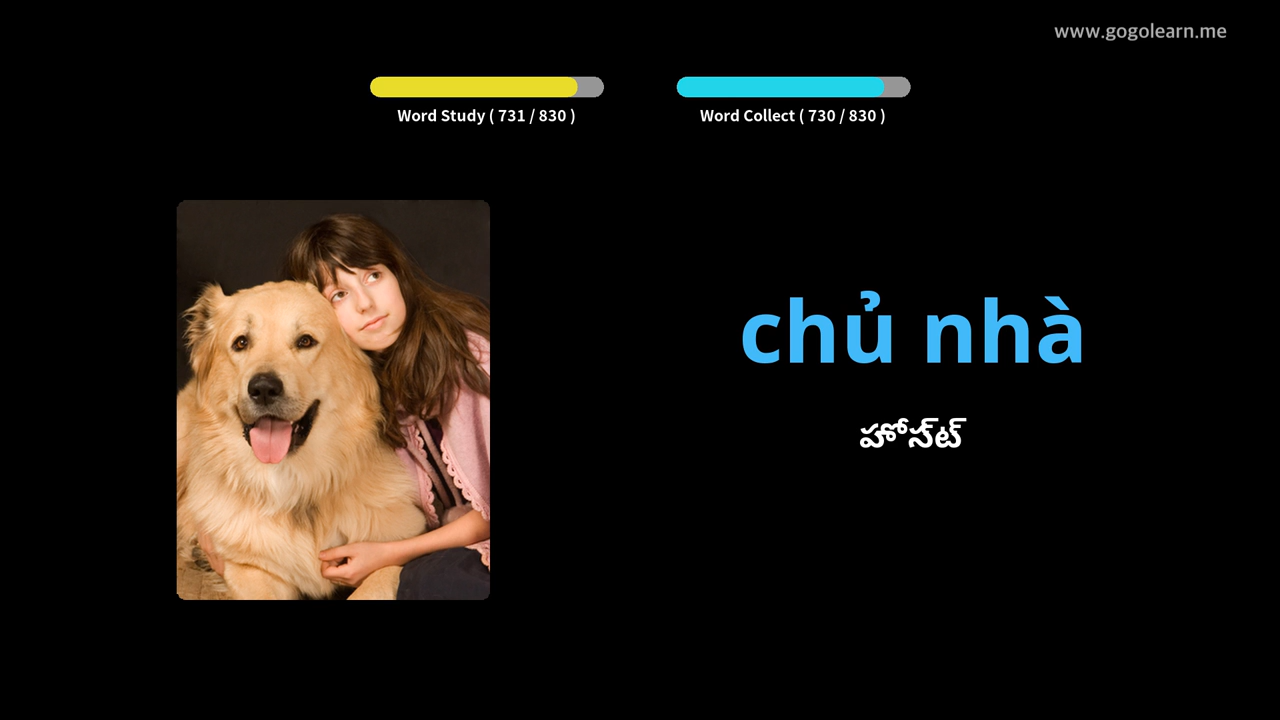 www.gogolearn.me
Word Study ( 731 / 830 )
Word Collect ( 730 / 830 )
chủ nhà
హోస్ట్